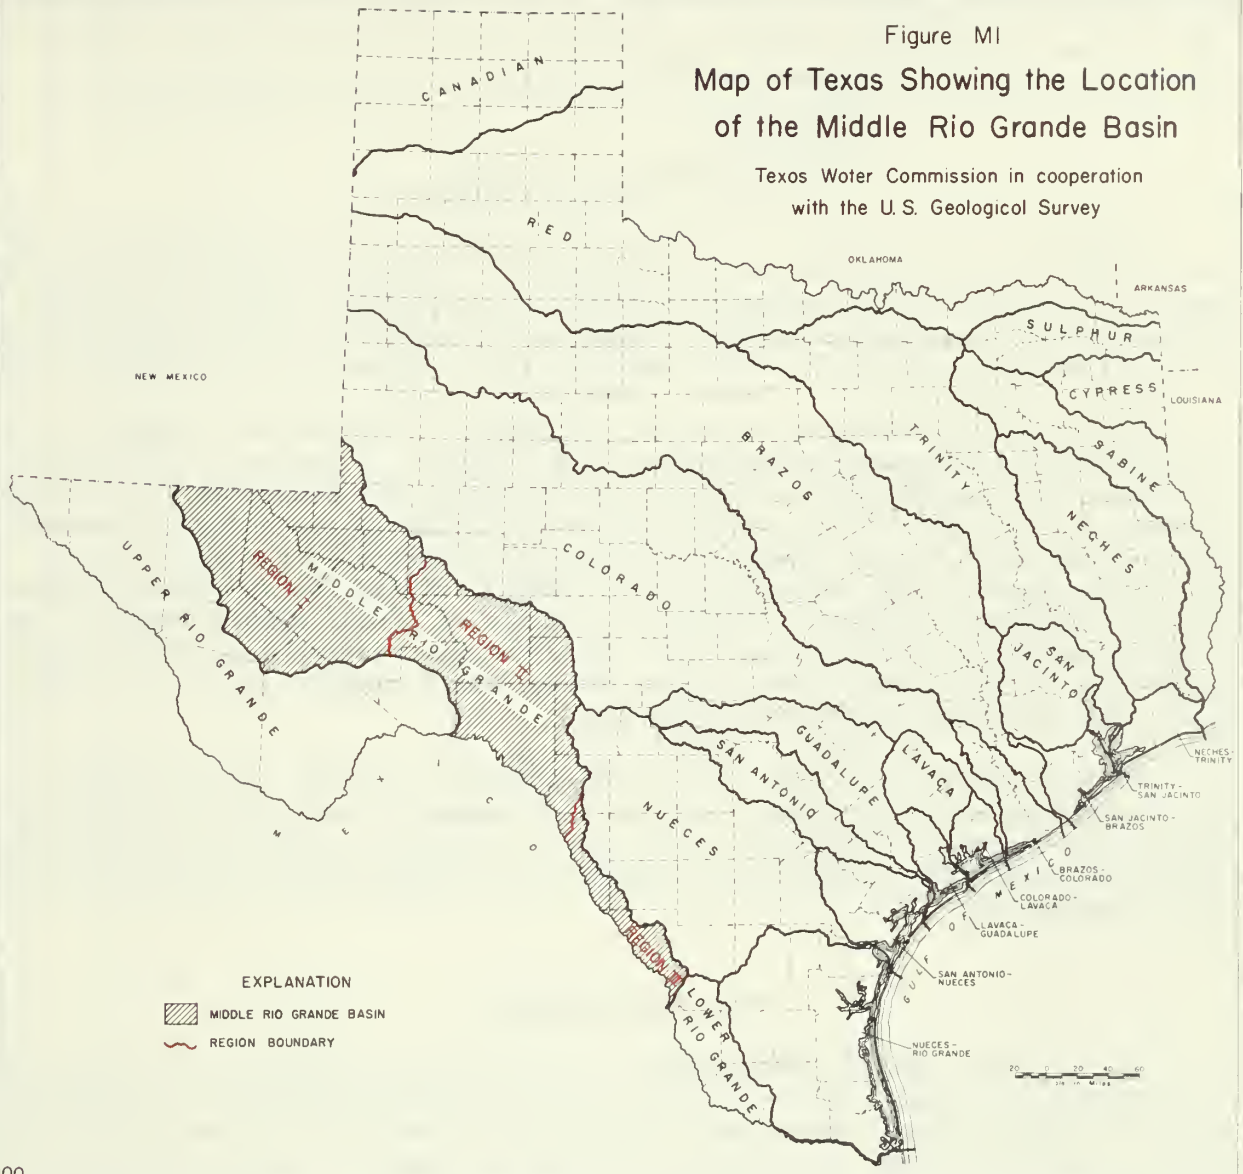 Figure M1
Map of Texas Showing the Location
of the Middle Rio Grande Basin
Texas Water Commission in cooperation
with the U. S. Geological Survey
CANADIAN
RED
OKLAHOMA
ARKANSAS
SULPHUR
NEW MEXICO
CYPRESS
LOUISIANA
BRAZOS
TRINITY
SABINE
NECHES
UPPER RIO GRANDE
REGION I
MIDDLE RIO GRANDE
REGION II
COLORADO
SAN
JACINTO
GUADALUPE
LAVACA
SAN ANTONIO
NUECES
MEXICO
NECHES-
TRINITY
TRINITY-
SAN JACINTO
SAN JACINTO-
BRAZOS
BRAZOS-
COLORADO
COLORADO-
LAVACA
LAVACA-
GUADALUPE
GULF OF MEXICO
SAN ANTONIO-
NUECES
REGION III
LOWER
RIO GRANDE
NUECES-
RIO GRANDE
EXPLANATION
MIDDLE RIO GRANDE BASIN
REGION BOUNDARY
20 0 20 40 60